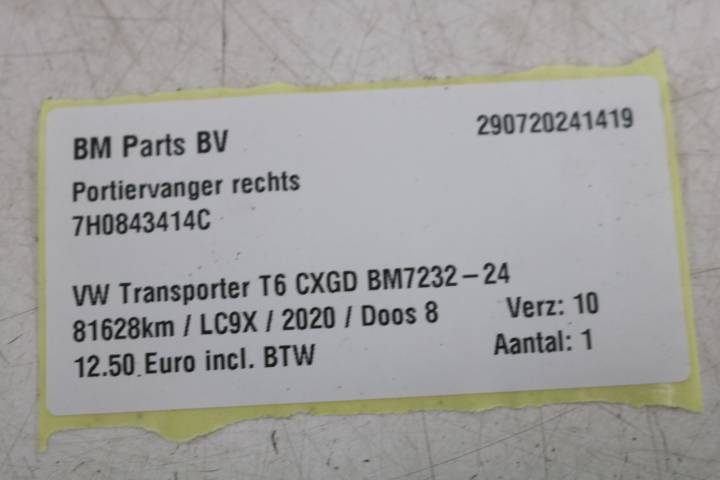 BM Parts BV
290720241419
Portiervanger rechts
7H0843414C
VW Transporter T6 CXGD BM7232-24
81628km / LC9X / 2020 / Doos 8
Verz: 10
12.50 Euro incl. BTW
Aantal: 1